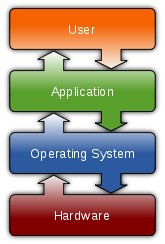 User
Application
Operating System
Hardware